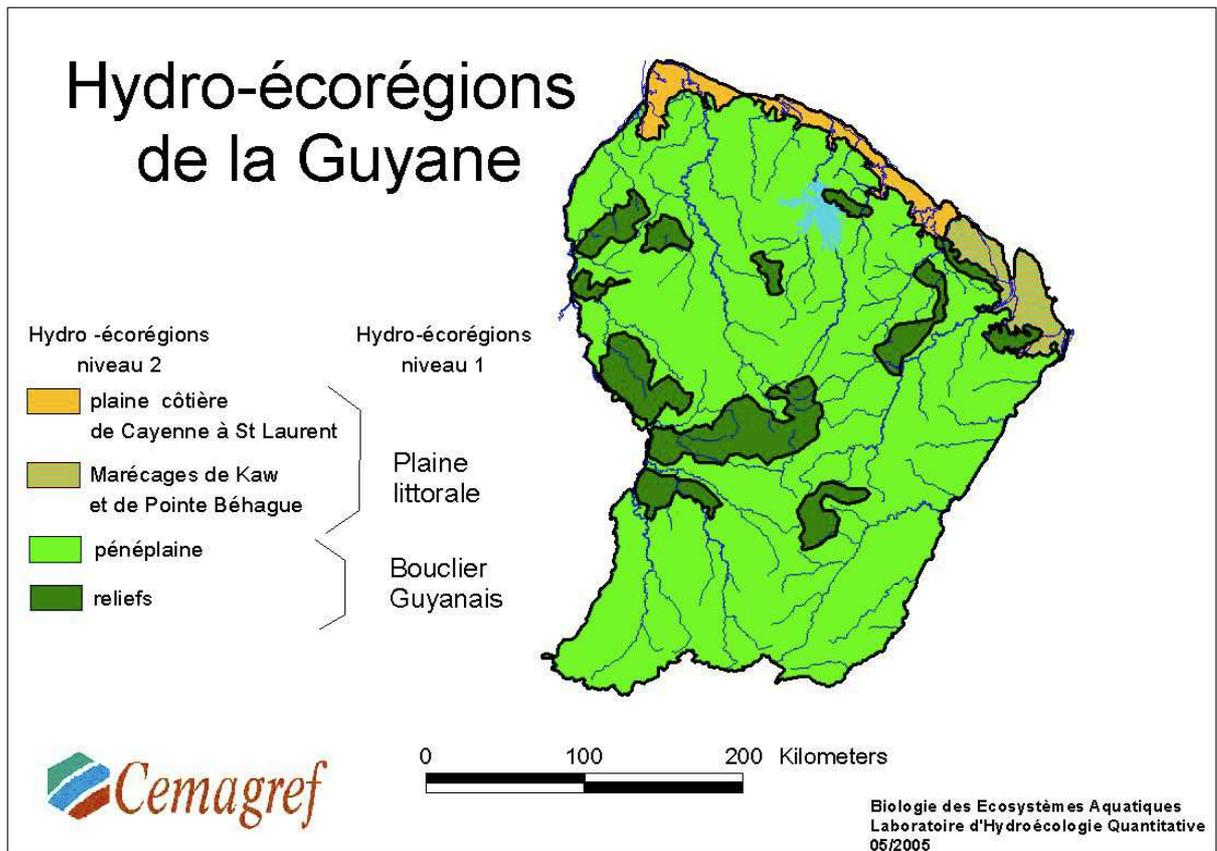 Hydro-écorégions
de la Guyane
Hydro -écorégions
niveau 2
Hydro-écorégions
niveau 1
plaine côtière
de Cayenne à St Laurent
Marécages de Kaw
et de Pointe Béhague
Plaine
littorale
pénéplaine
reliefs
Bouclier
Guyanais
Cemagref
0 100 200 Kilometers
Biologie des Ecosystèmes Aquatiques
Laboratoire d'Hydroécologie Quantitative
05/2005